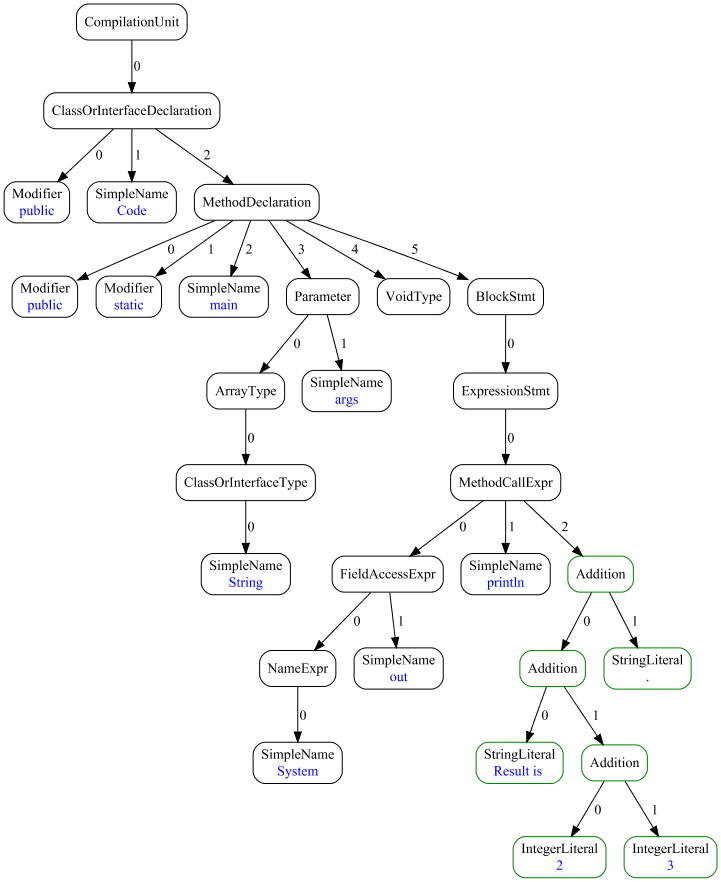 CompilationUnit
0
ClassOrInterfaceDeclaration
0
1
2
Modifier
public
SimpleName
Code
MethodDeclaration
0
1
2
3
4
5
Modifier
public
Modifier
static
SimpleName
main
Parameter
VoidType
BlockStmt
0
1
0
ArrayType
SimpleName
args
ExpressionStmt
0
0
ClassOrInterfaceType
MethodCallExpr
0
0
1
2
SimpleName
String
FieldAccessExpr
SimpleName
println
Addition
0
1
0
1
NameExpr
SimpleName
out
Addition
StringLiteral
.
0
0
1
SimpleName
System
StringLiteral
Result is
Addition
0
1
IntegerLiteral
2
IntegerLiteral
3